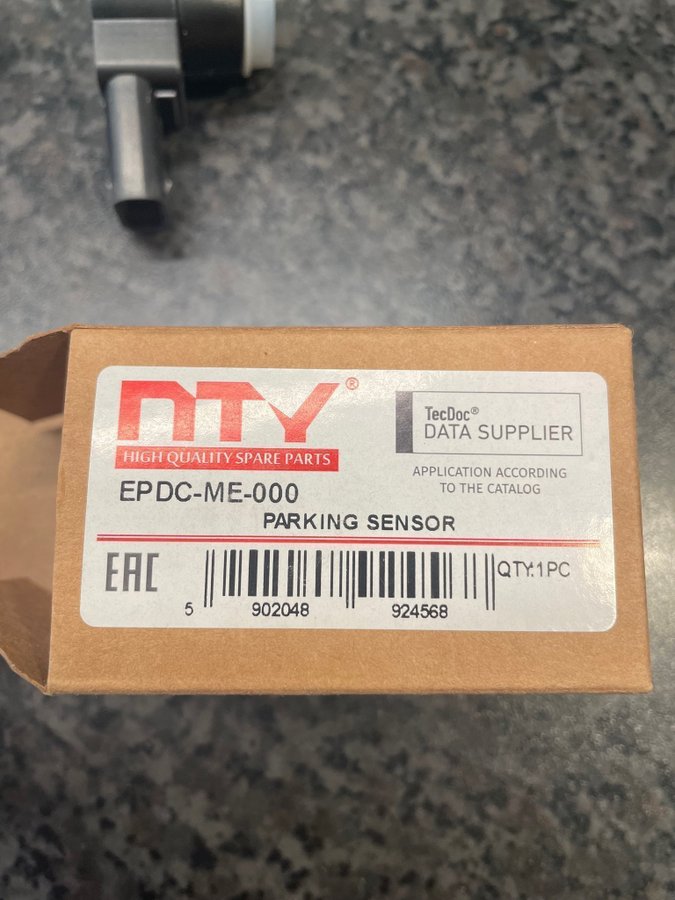 NTY®
HIGH QUALITY SPARE PARTS
TecDoc®
DATA SUPPLIER
APPLICATION ACCORDING
TO THE CATALOG
EPDC-ME-000
PARKING SENSOR
EAC
QTY:1PC
5 902048 924568